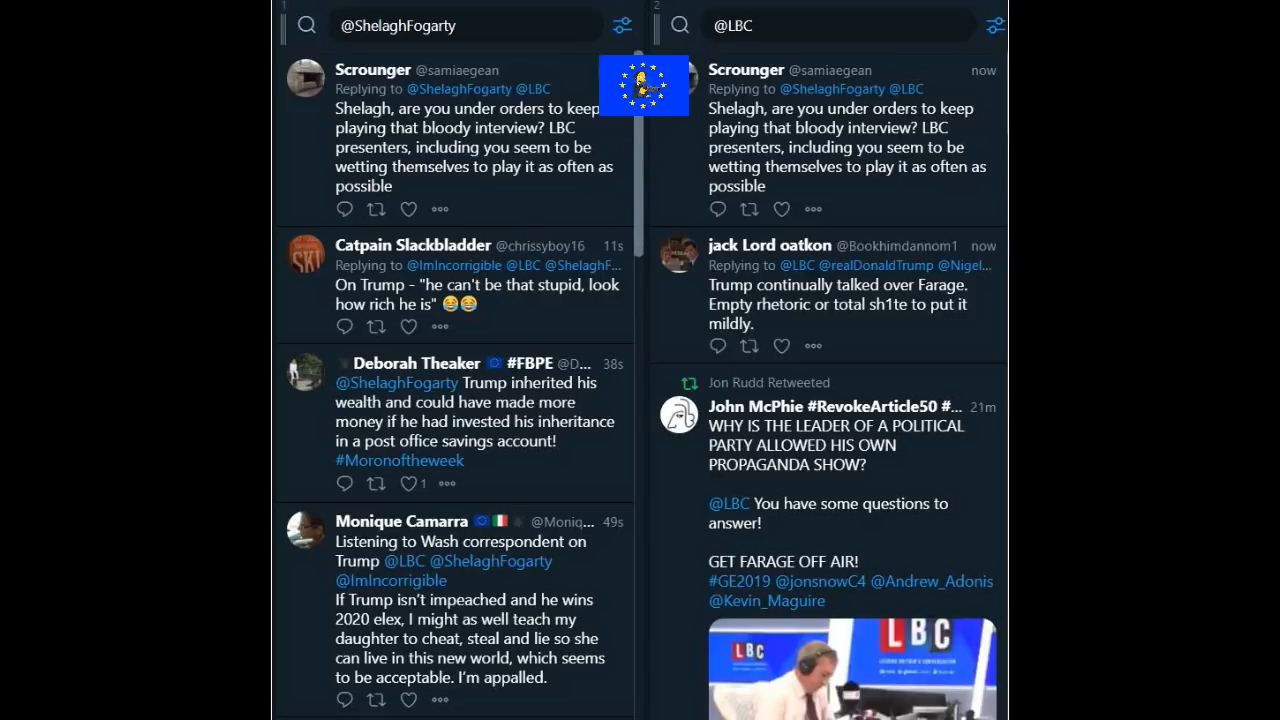 1
@ShelaghFogarty
Scrounger @samiaegean
Replying to @ShelaghFogarty @LBC
Shelagh, are you under orders to keep
playing that bloody interview? LBC
presenters, including you seem to be
wetting themselves to play it as often as
possible
Catpain Slackbladder @chrissyboy16 11s
Replying to @ImIncorrigible @LBC @ShelaghF...
On Trump - "he can't be that stupid, look
how rich he is" 😂😂
SKI
Deborah Theaker 🇪🇺 #FBPE @D... 38s
@ShelaghFogarty Trump inherited his
wealth and could have made more
money if he had invested his inheritance
in a post office savings account!
#Moronoftheweek
1
Monique Camarra 🇪🇺 🇮🇹 @Moniq... 49s
Listening to Wash correspondent on
Trump @LBC @ShelaghFogarty
@ImIncorrigible
If Trump isn't impeached and he wins
2020 elex, I might as well teach my
daughter to cheat, steal and lie so she
can live in this new world, which seems
to be acceptable. I'm appalled.
2
@LBC
Scrounger @samiaegean now
Replying to @ShelaghFogarty @LBC
Shelagh, are you under orders to keep
playing that bloody interview? LBC
presenters, including you seem to be
wetting themselves to play it as often as
possible
jack Lord oatkon @Bookhimdannom1 now
Replying to @LBC @realDonaldTrump @Nigel...
Trump continually talked over Farage.
Empty rhetoric or total sh1te to put it
mildly.
Jon Rudd Retweeted
John McPhie #RevokeArticle50 #... 21m
WHY IS THE LEADER OF A POLITICAL
PARTY ALLOWED HIS OWN
PROPAGANDA SHOW?
@LBC You have some questions to
answer!
GET FARAGE OFF AIR!
#GE2019 @jonsnowC4 @Andrew_Adonis
@Kevin_Maguire
LBC
LBC
LEADING BRITAIN'S CONVERSATION